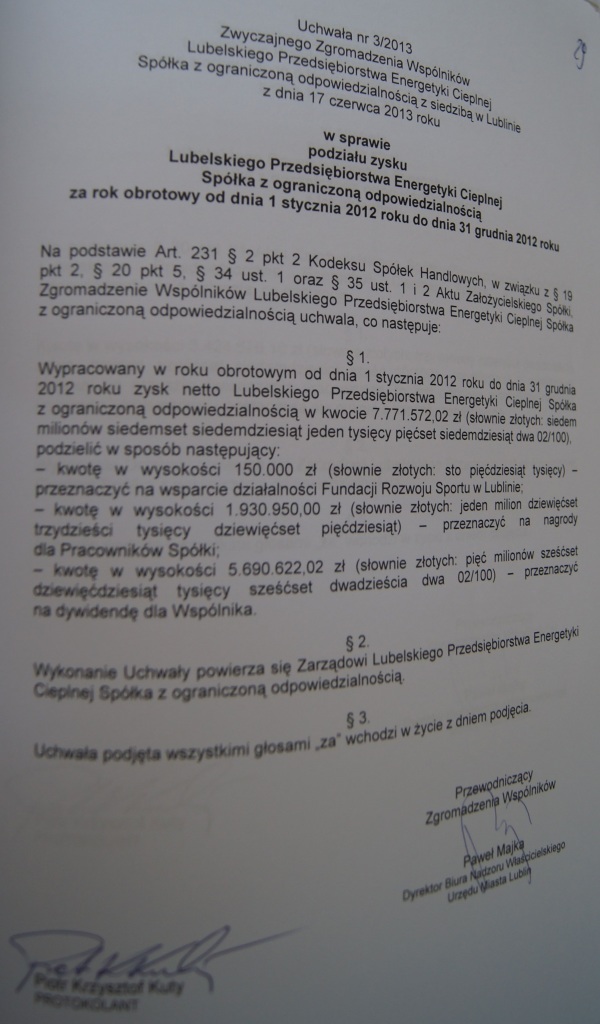 29
Uchwała nr 3/2013
Zwyczajnego Zgromadzenia Wspólników
Lubelskiego Przedsiębiorstwa Energetyki Cieplnej
Spółka z ograniczoną odpowiedzialnością z siedzibą w Lublinie
z dnia 17 czerwca 2013 roku
w sprawie
podziału zysku
Lubelskiego Przedsiębiorstwa Energetyki Cieplnej
Spółka z ograniczoną odpowiedzialnością
za rok obrotowy od dnia 1 stycznia 2012 roku do dnia 31 grudnia 2012 roku
Na podstawie Art. 231 § 2 pkt 2 Kodeksu Spółek Handlowych, w związku z § 19
pkt 2, § 20 pkt 5, § 34 ust. 1 oraz § 35 ust. 1 i 2 Aktu Założycielskiego Spółki,
Zgromadzenie Wspólników Lubelskiego Przedsiębiorstwa Energetyki Cieplnej Spółka
z ograniczoną odpowiedzialnością uchwala, co następuje:
§ 1.
Wypracowany w roku obrotowym od dnia 1 stycznia 2012 roku do dnia 31 grudnia
2012 roku zysk netto Lubelskiego Przedsiębiorstwa Energetyki Cieplnej Spółka
z ograniczoną odpowiedzialnością w kwocie 7.771.572,02 zł (słownie złotych: siedem
milionów siedemset siedemdziesiąt jeden tysięcy pięćset siedemdziesiąt dwa 02/100),
podzielić w sposób następujący:
– kwotę w wysokości 150.000 zł (słownie złotych: sto pięćdziesiąt tysięcy) –
przeznaczyć na wsparcie działalności Fundacji Rozwoju Sportu w Lublinie;
– kwotę w wysokości 1.930.950,00 zł (słownie złotych: jeden milion dziewięćset
trzydzieści tysięcy dziewięćset pięćdziesiąt) – przeznaczyć na nagrody
dla Pracowników Spółki;
– kwotę w wysokości 5.690.622,02 zł (słownie złotych: pięć milionów sześćset
dziewięćdziesiąt tysięcy sześćset dwadzieścia dwa 02/100) – przeznaczyć
na dywidendę dla Wspólnika.
§ 2.
Wykonanie Uchwały powierza się Zarządowi Lubelskiego Przedsiębiorstwa Energetyki
Cieplnej Spółka z ograniczoną odpowiedzialnością.
§ 3.
Uchwała podjęta wszystkimi głosami „za” wchodzi w życie z dniem podjęcia.
Przewodniczący
Zgromadzenia Wspólników
Paweł Majka
Dyrektor Biura Nadzoru Właścicielskiego
Urzędu Miasta Lublin
Piotr Krzysztof Kuty
PROTOKOLANT